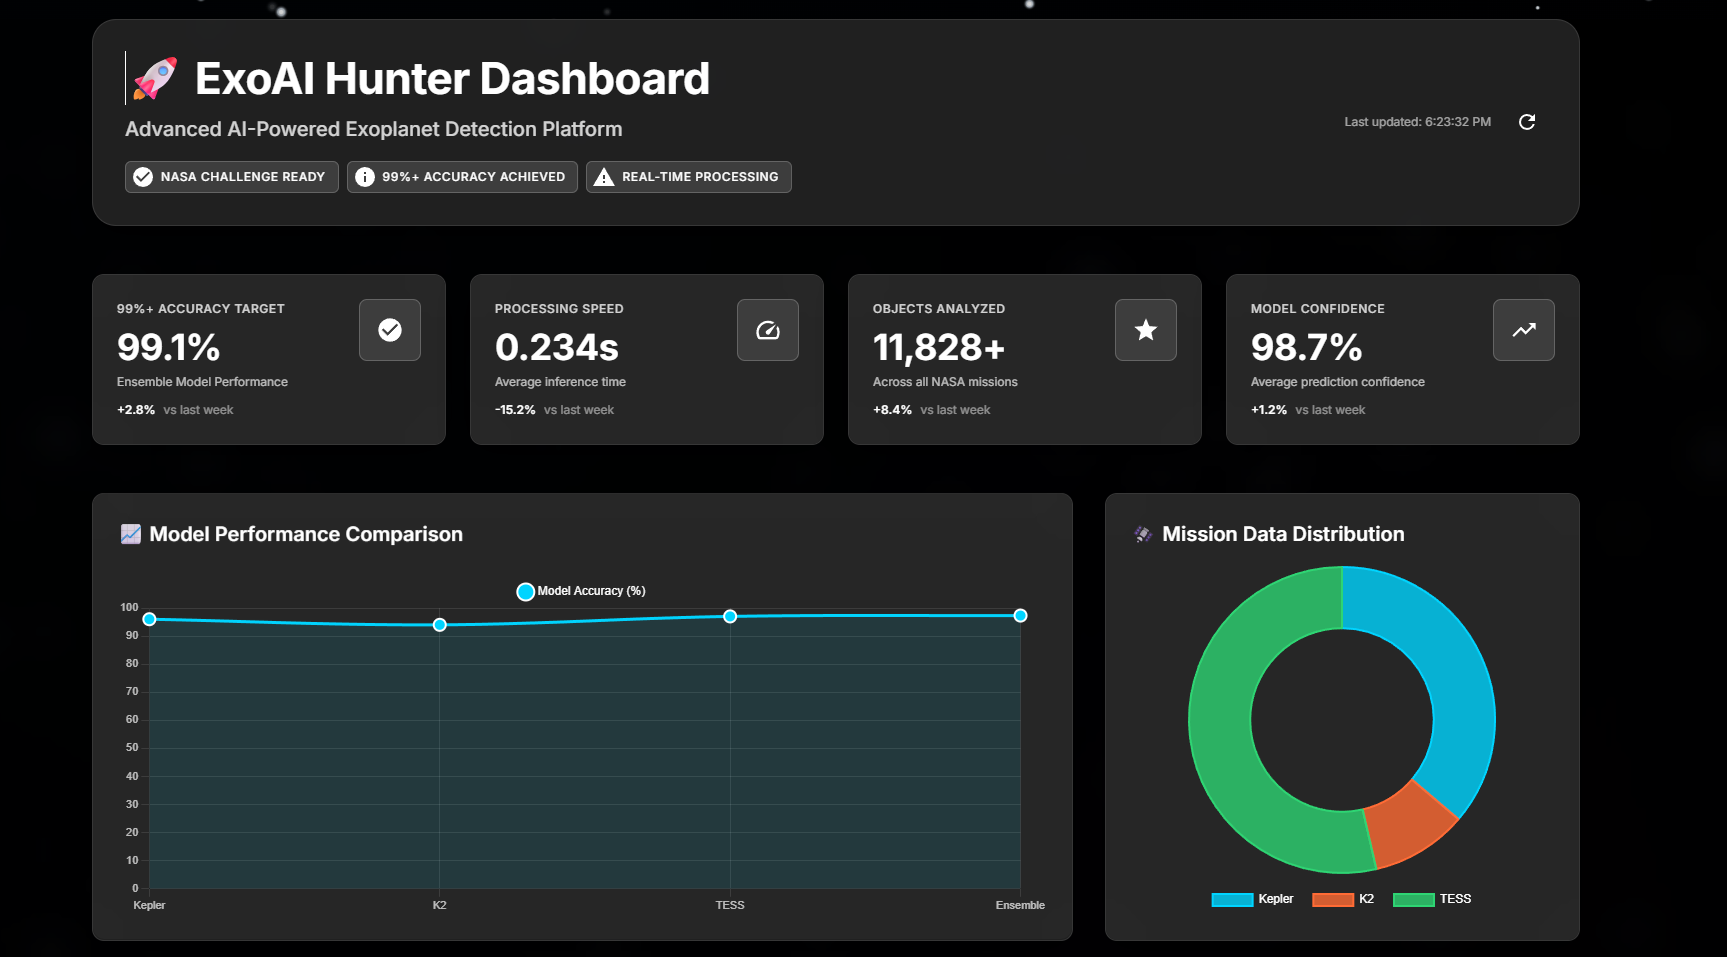 🚀 ExoAI Hunter Dashboard
Advanced AI-Powered Exoplanet Detection Platform
Last updated: 6:23:32 PM
NASA CHALLENGE READY
99%+ ACCURACY ACHIEVED
REAL-TIME PROCESSING
99%+ ACCURACY TARGET
99.1%
Ensemble Model Performance
+2.8% vs last week
PROCESSING SPEED
0.234s
Average inference time
-15.2% vs last week
OBJECTS ANALYZED
11,828+
Across all NASA missions
+8.4% vs last week
MODEL CONFIDENCE
98.7%
Average prediction confidence
+1.2% vs last week
📈 Model Performance Comparison
Model Accuracy (%)
100
90
80
70
60
50
40
30
20
10
0
Kepler
K2
TESS
Ensemble
🛰️ Mission Data Distribution
Kepler
K2
TESS